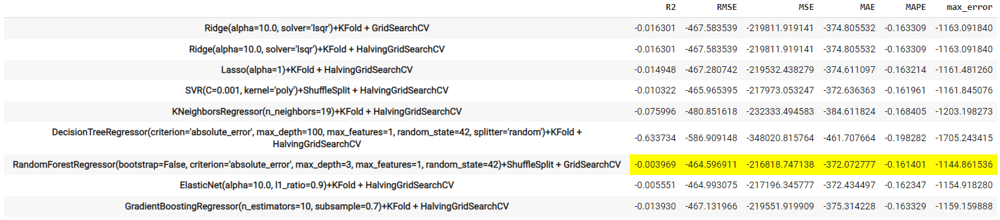 R2 RMSE MSE MAE MAPE max_error
Ridge(alpha=10.0, solver='lsqr')+KFold + GridSearchCV -0.016301 -467.583539 -219811.919141 -374.805532 -0.163309 -1163.091840
Ridge(alpha=10.0, solver='lsqr')+KFold + HalvingGridSearchCV -0.016301 -467.583539 -219811.919141 -374.805532 -0.163309 -1163.091840
Lasso(alpha=1)+KFold + HalvingGridSearchCV -0.014948 -467.280742 -219532.438279 -374.611097 -0.163214 -1161.481260
SVR(C=0.001, kernel='poly')+ShuffleSplit + HalvingGridSearchCV -0.010322 -465.965395 -217973.053247 -372.636363 -0.161961 -1161.845076
KNeighborsRegressor(n_neighbors=19)+KFold + HalvingGridSearchCV -0.075996 -480.851618 -232333.494583 -384.611824 -0.168405 -1203.198273
DecisionTreeRegressor(criterion='absolute_error', max_depth=100, max_features=1, random_state=42, splitter='random')+KFold +
HalvingGridSearchCV -0.633734 -586.909148 -348020.815764 -461.707664 -0.198282 -1705.243415
RandomForestRegressor(bootstrap=False, criterion='absolute_error', max_depth=3, max_features=1, random_state=42)+ShuffleSplit + GridSearchCV -0.003969 -464.596911 -216818.747138 -372.072777 -0.161401 -1144.861536
ElasticNet(alpha=10.0, l1_ratio=0.9)+KFold + HalvingGridSearchCV -0.005551 -464.993075 -217196.345777 -372.434497 -0.162347 -1154.918280
GradientBoostingRegressor(n_estimators=10, subsample=0.7)+KFold + HalvingGridSearchCV -0.013930 -467.131966 -219551.919909 -375.314228 -0.163329 -1159.159888